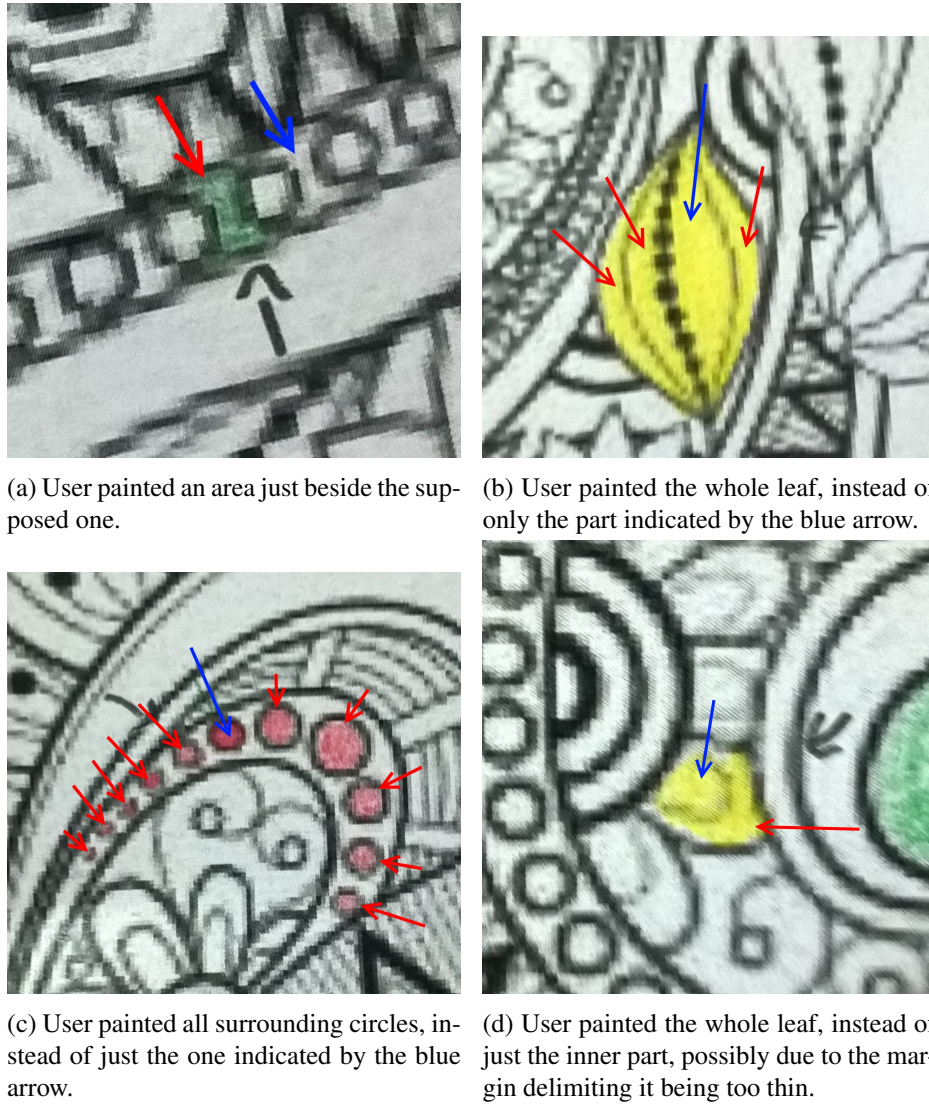 (a) User painted an area just beside the sup-
posed one.
(b) User painted the whole leaf, instead of
only the part indicated by the blue arrow.
(c) User painted all surrounding circles, in-
stead of just the one indicated by the blue
arrow.
(d) User painted the whole leaf, instead of
just the inner part, possibly due to the mar-
gin delimiting it being too thin.